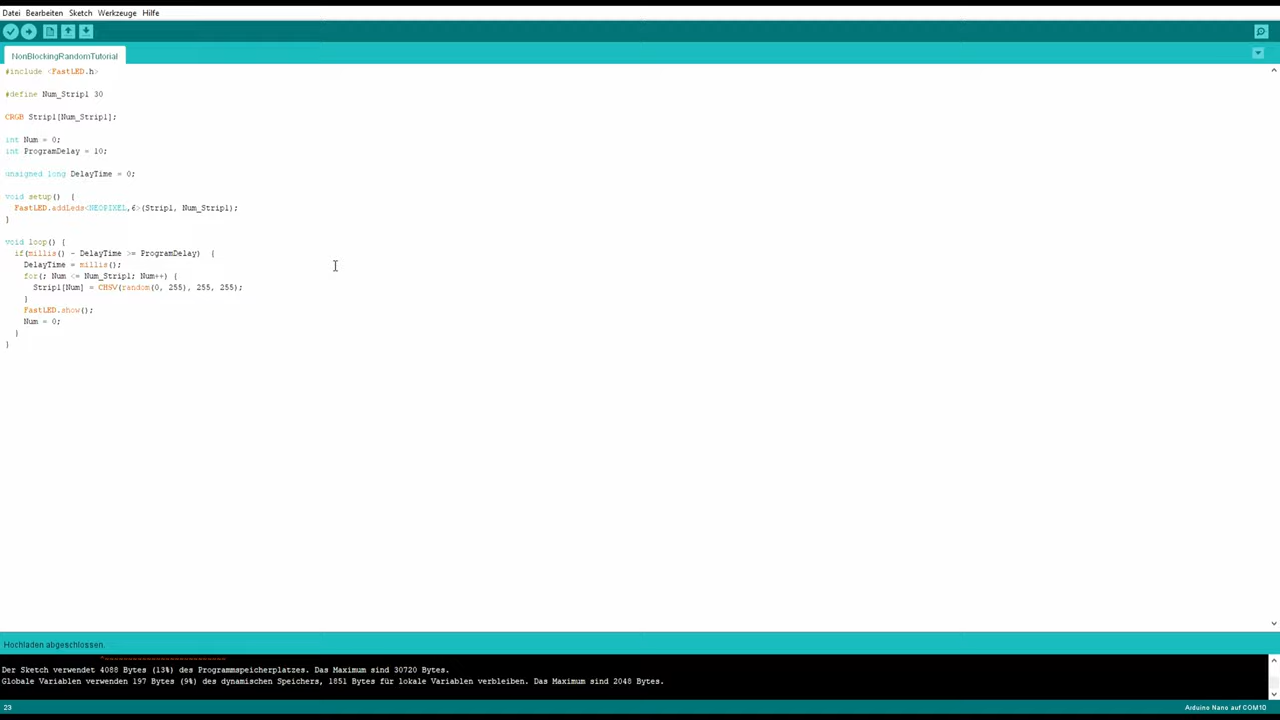 Datei Bearbeiten Sketch Werkzeuge Hilfe
NonBlockingRandomTutorial
#include <FastLED.h>
#define Num_Strip1 30
CRGB Strip1[Num_Strip1];
int Num = 0;
int ProgramDelay = 10;
unsigned long DelayTime = 0;
void setup()  {
  FastLED.addLeds<NEOPIXEL,6>(Strip1, Num_Strip1);
}
void loop() {
  if(millis() - DelayTime >= ProgramDelay)  {
    DelayTime = millis();
    for(; Num <= Num_Strip1; Num++) {
      Strip1[Num] = CHSV(random(0, 255), 255, 255);
    }
    FastLED.show();
    Num = 0;
  }
}
Hochladen abgeschlossen.
Der Sketch verwendet 4088 Bytes (13%) des Programmspeicherplatzes. Das Maximum sind 30720 Bytes.
Globale Variablen verwenden 197 Bytes (9%) des dynamischen Speichers, 1851 Bytes für lokale Variablen verbleiben. Das Maximum sind 2048 Bytes.
23
Arduino Nano auf COM10